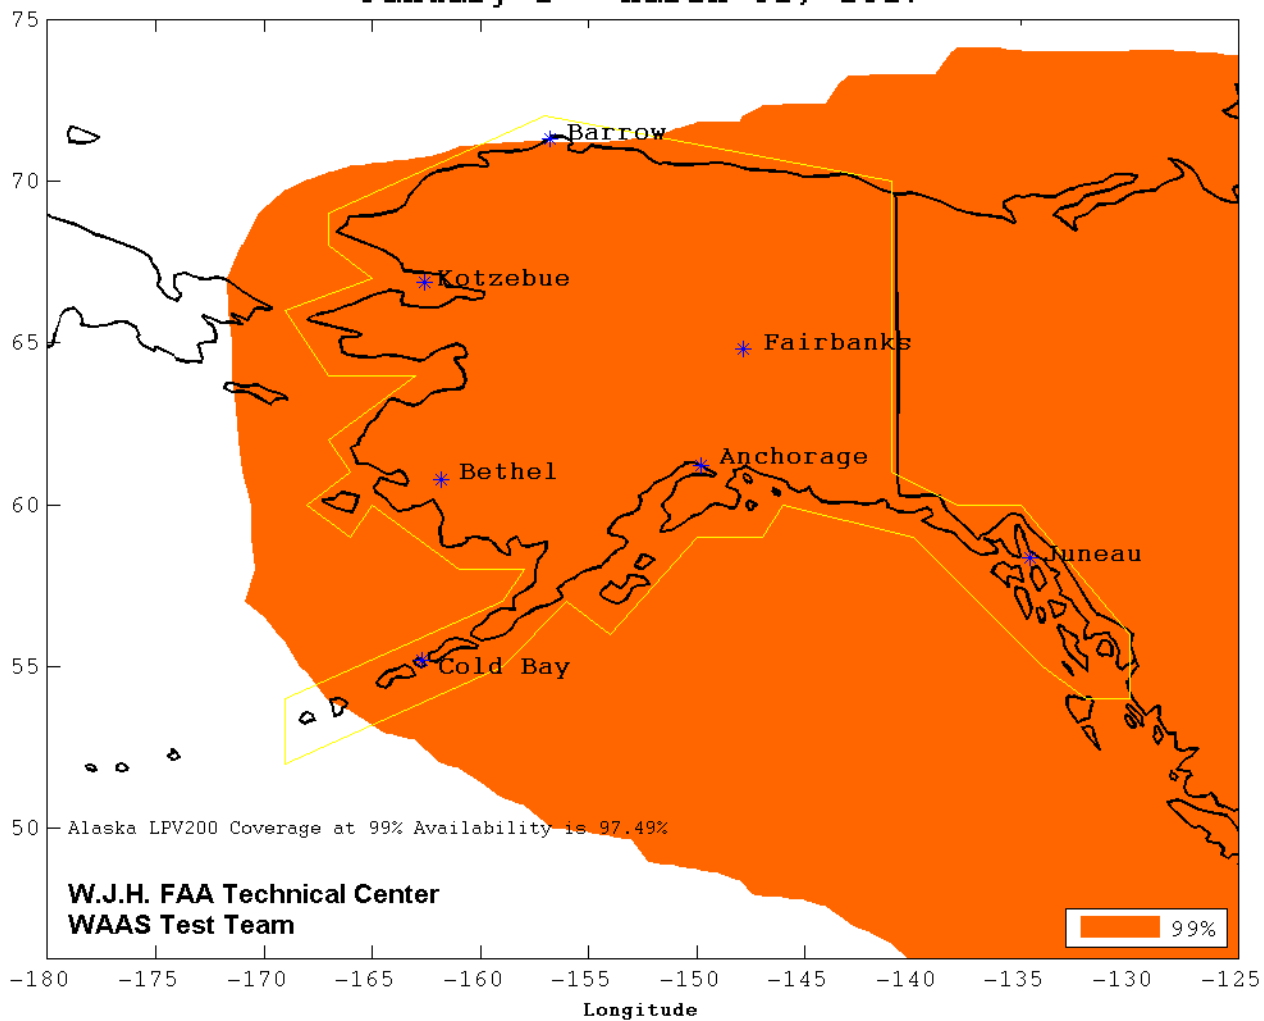 75
70
65
60
55
50
Barrow
Kotzebue
Fairbanks
Anchorage
Bethel
Juneau
Cold Bay
Alaska LPV200 Coverage at 99% Availability is 97.49%
W.J.H. FAA Technical Center
WAAS Test Team
99%
-180 -175 -170 -165 -160 -155 -150 -145 -140 -135 -130 -125
Longitude